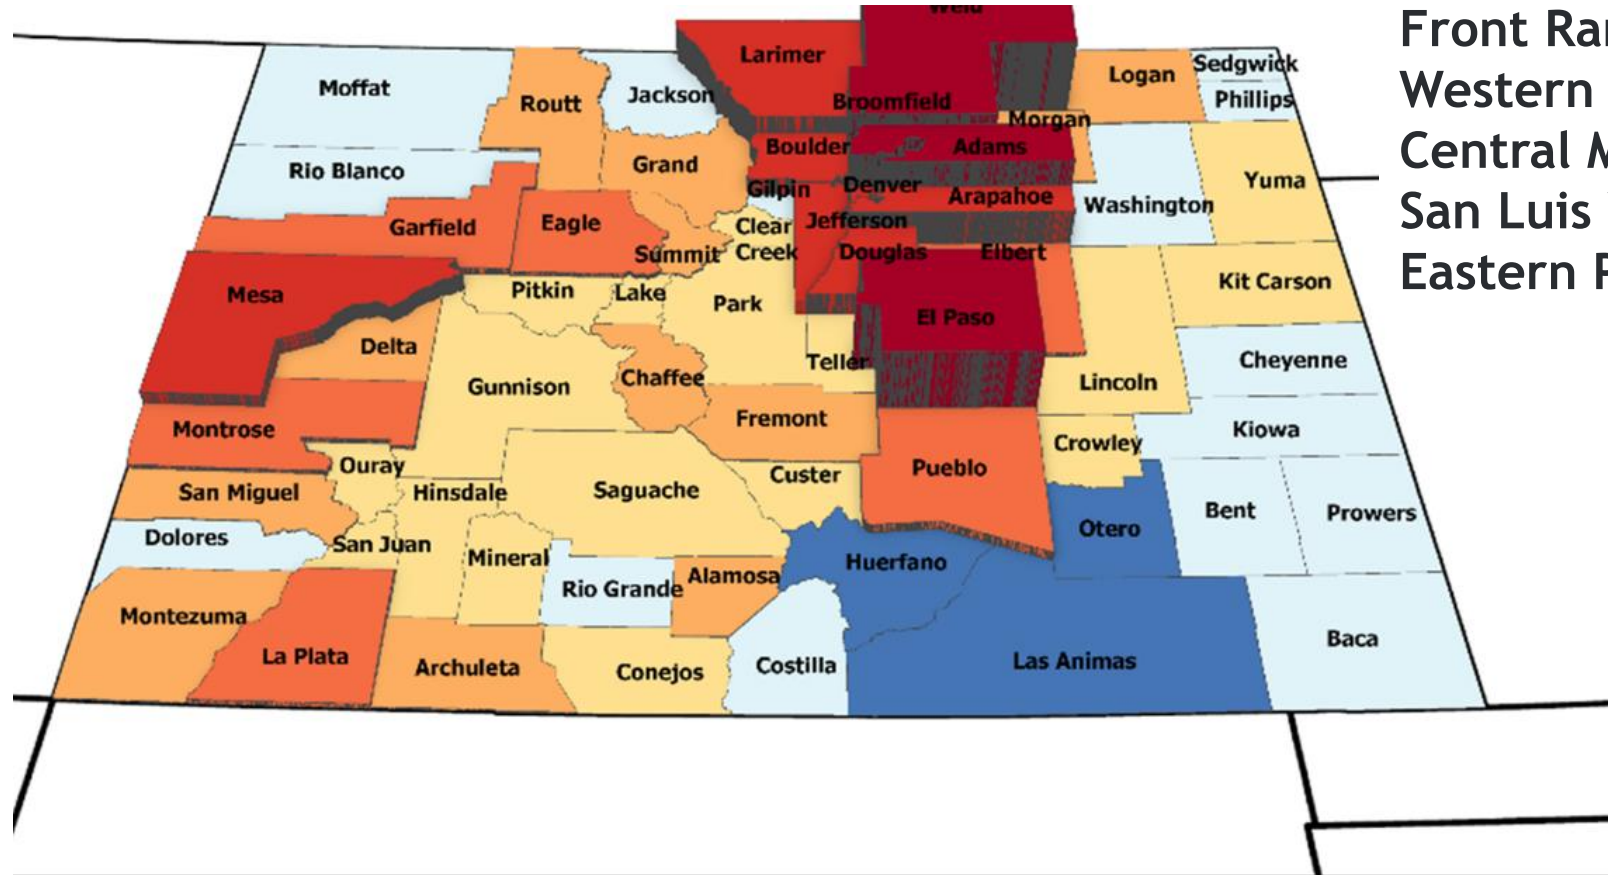 Weld
Larimer
Moffat
Routt
Jackson
Logan
Sedgwick
Phillips
Broomfield
Morgan
Boulder
Adams
Rio Blanco
Grand
Yuma
Gilpin
Denver
Arapahoe
Washington
Garfield
Eagle
Clear
Creek
Jefferson
Summit
Douglas
Elbert
Mesa
Pitkin
Lake
Park
Kit Carson
El Paso
Delta
Teller
Cheyenne
Gunnison
Chaffee
Lincoln
Montrose
Fremont
Kiowa
Ouray
Crowley
Pueblo
Custer
San Miguel
Hinsdale
Saguache
Bent
Prowers
Dolores
San Juan
Otero
Mineral
Huerfano
Rio Grande
Alamosa
Montezuma
La Plata
Archuleta
Conejos
Costilla
Las Animas
Baca
Front Ra
Western
Central M
San Luis
Eastern P